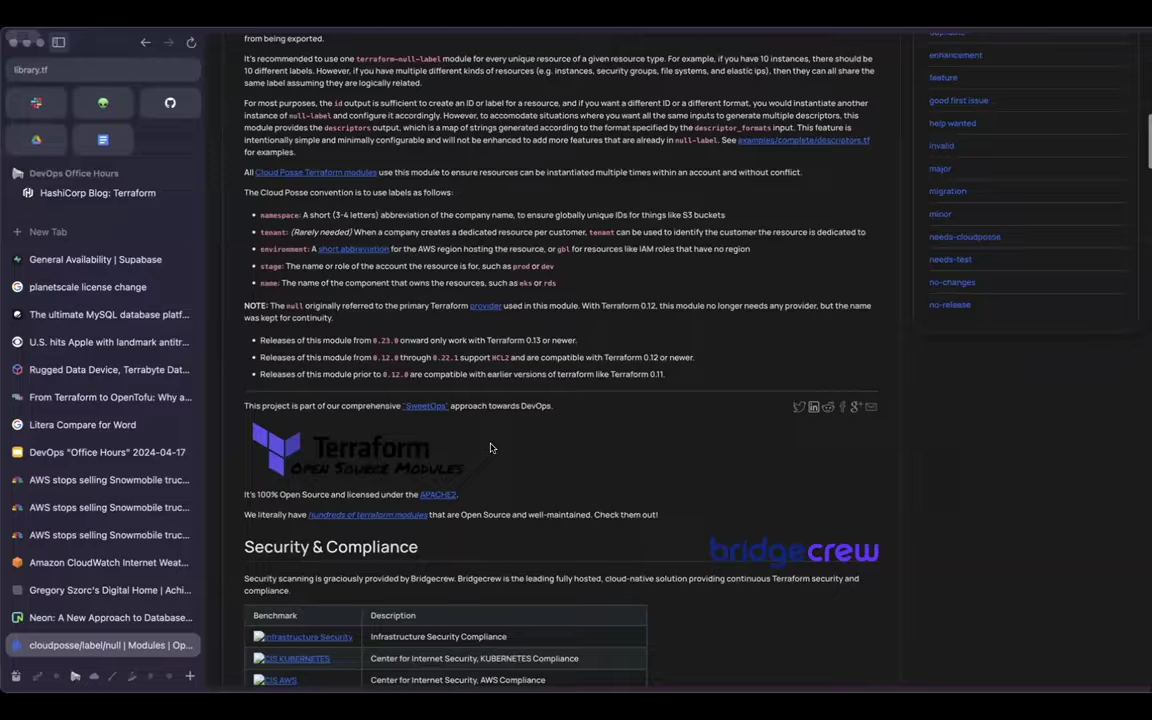 library.tf
DevOps Office Hours
HashiCorp Blog: Terraform
New Tab
General Availability | Supabase
planetscale license change
The ultimate MySQL database platf...
U.S. hits Apple with landmark antitr...
Rugged Data Device, Terrabyte Dat...
From Terraform to OpenTofu: Why a...
Litera Compare for Word
DevOps "Office Hours" 2024-04-17
AWS stops selling Snowmobile truc...
AWS stops selling Snowmobile truc...
AWS stops selling Snowmobile truc...
Amazon CloudWatch Internet Weat...
Gregory Szorc's Digital Home | Achi...
Neon: A New Approach to Database...
cloudposse/label/null | Modules | Op...
from being exported.
It's recommended to use one terraform-null-label module for every unique resource of a given resource type. For example, if you have 10 instances, there should be
10 different labels. However, if you have multiple different kinds of resources (e.g. instances, security groups, file systems, and elastic ips), then they can all share the
same label assuming they are logically related.
For most purposes, the id output is sufficient to create an ID or label for a resource, and if you want a different ID or a different format, you would instantiate another
instance of null-label and configure it accordingly. However, to accomodate situations where you want all the same inputs to generate multiple descriptors, this
module provides the descriptors output, which is a map of strings generated according to the format specified by the descriptor_formats input. This feature is
intentionally simple and minimally configurable and will not be enhanced to add more features that are already in null-label. See examples/complete/descriptors.tf
for examples.
All Cloud Posse Terraform modules use this module to ensure resources can be instantiated multiple times within an account and without conflict.
The Cloud Posse convention is to use labels as follows:
• namespace: A short (3-4 letters) abbreviation of the company name, to ensure globally unique IDs for things like S3 buckets
• tenant: (Rarely needed) When a company creates a dedicated resource per customer, tenant can be used to identify the customer the resource is dedicated to
• environment: A short abbreviation for the AWS region hosting the resource, or gbl for resources like IAM roles that have no region
• stage: The name or role of the account the resource is for, such as prod or dev
• name: The name of the component that owns the resources, such as eks or rds
NOTE: The null originally referred to the primary Terraform provider used in this module. With Terraform 0.12, this module no longer needs any provider, but the name
was kept for continuity.
• Releases of this module from 0.23.0 onward only work with Terraform 0.13 or newer.
• Releases of this module from 0.12.0 through 0.22.1 support HCL2 and are compatible with Terraform 0.12 or newer.
• Releases of this module prior to 0.12.0 are compatible with earlier versions of terraform like Terraform 0.11.
This project is part of our comprehensive "SweetOps" approach towards DevOps.
Terraform
OPEN SOURCE MODULES
It's 100% Open Source and licensed under the APACHE2.
We literally have hundreds of terraform modules that are Open Source and well-maintained. Check them out!
Security & Compliance
bridgecrew
Security scanning is graciously provided by Bridgecrew. Bridgecrew is the leading fully hosted, cloud-native solution providing continuous Terraform security and
compliance.
Benchmark Description
Infrastructure Security Infrastructure Security Compliance
CIS KUBERNETES Center for Internet Security, KUBERNETES Compliance
CIS AWS Center for Internet Security, AWS Compliance
enhancement
feature
good first issue
help wanted
invalid
major
migration
minor
needs-cloudposse
needs-test
no-changes
no-release